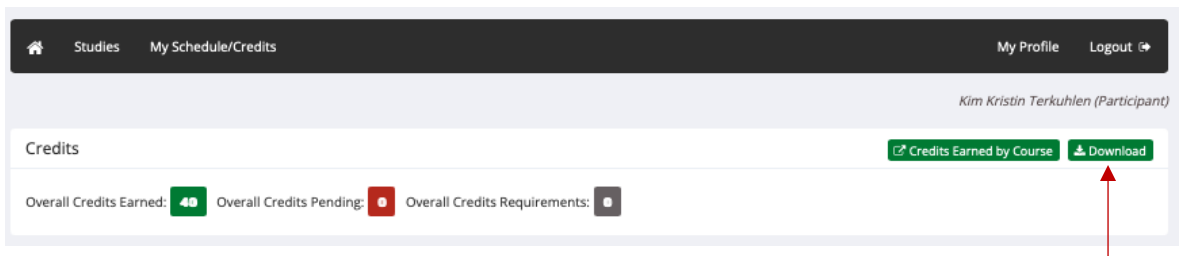 Studies My Schedule/Credits My Profile Logout
Kim Kristin Terkuhlen (Participant)
Credits Credits Earned by Course Download
Overall Credits Earned: 40 Overall Credits Pending: 0 Overall Credits Requirements: 0